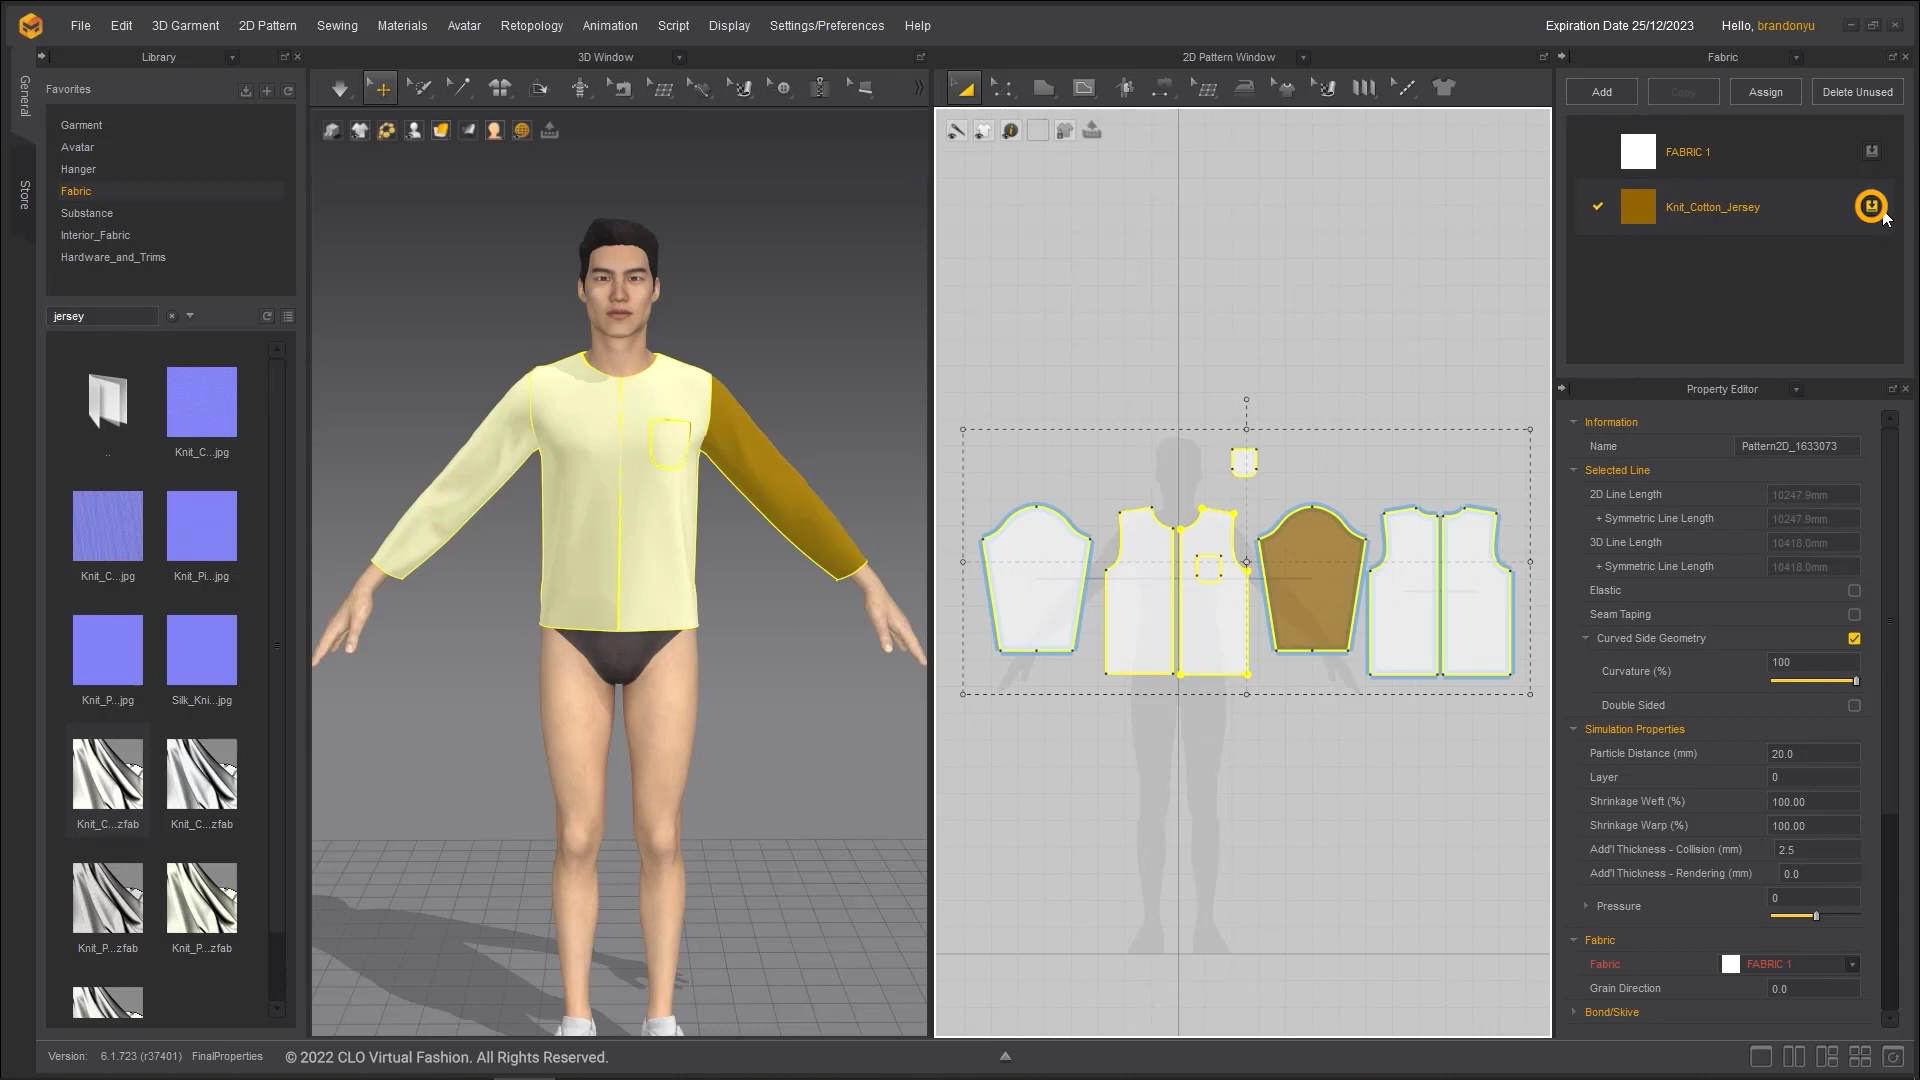 File Edit 3D Garment 2D Pattern Sewing Materials Avatar Retopology Animation Script Display Settings/Preferences Help Expiration Date 25/12/2023 Hello, brandonyu
Library 3D Window 2D Pattern Window Fabric
General
Store
Favorites
Garment
Avatar
Hanger
Fabric
Substance
Interior_Fabric
Hardware_and_Trims
jersey
..
Knit_C...jpg
Knit_C...jpg
Knit_Pi...jpg
Knit_P...jpg
Silk_Kni...jpg
Knit_C...zfab
Knit_C...zfab
Knit_P...zfab
Knit_P...zfab
Add Copy Assign Delete Unused
FABRIC 1
Knit_Cotton_Jersey
Property Editor
Information
Name Pattern2D_1633073
Selected Line
2D Line Length 10247.9mm
+ Symmetric Line Length 10247.9mm
3D Line Length 10418.0mm
+ Symmetric Line Length 10418.0mm
Elastic
Seam Taping
Curved Side Geometry
Curvature (%) 100
Double Sided
Simulation Properties
Particle Distance (mm) 20.0
Layer 0
Shrinkage Weft (%) 100.00
Shrinkage Warp (%) 100.00
Add'l Thickness - Collision (mm) 2.5
Add'l Thickness - Rendering (mm) 0.0
Pressure 0
Fabric
Fabric FABRIC 1
Grain Direction 0.0
Bond/Skive
Version: 6.1.723 (r37401) FinalProperties © 2022 CLO Virtual Fashion. All Rights Reserved.